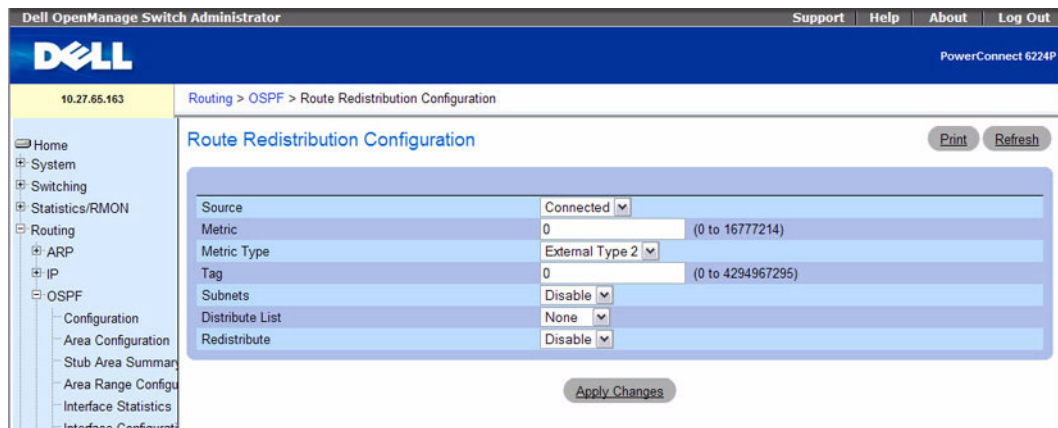 Dell OpenManage Switch Administrator
Support Help About Log Out
DELL
PowerConnect 6224P
10.27.65.163
Routing > OSPF > Route Redistribution Configuration
Home
System
Switching
Statistics/RMON
Routing
ARP
IP
OSPF
Configuration
Area Configuration
Stub Area Summary
Area Range Configu
Interface Statistics
Interface Configurati
Route Redistribution Configuration
Print Refresh
Source Connected
Metric 0 (0 to 16777214)
Metric Type External Type 2
Tag 0 (0 to 4294967295)
Subnets Disable
Distribute List None
Redistribute Disable
Apply Changes